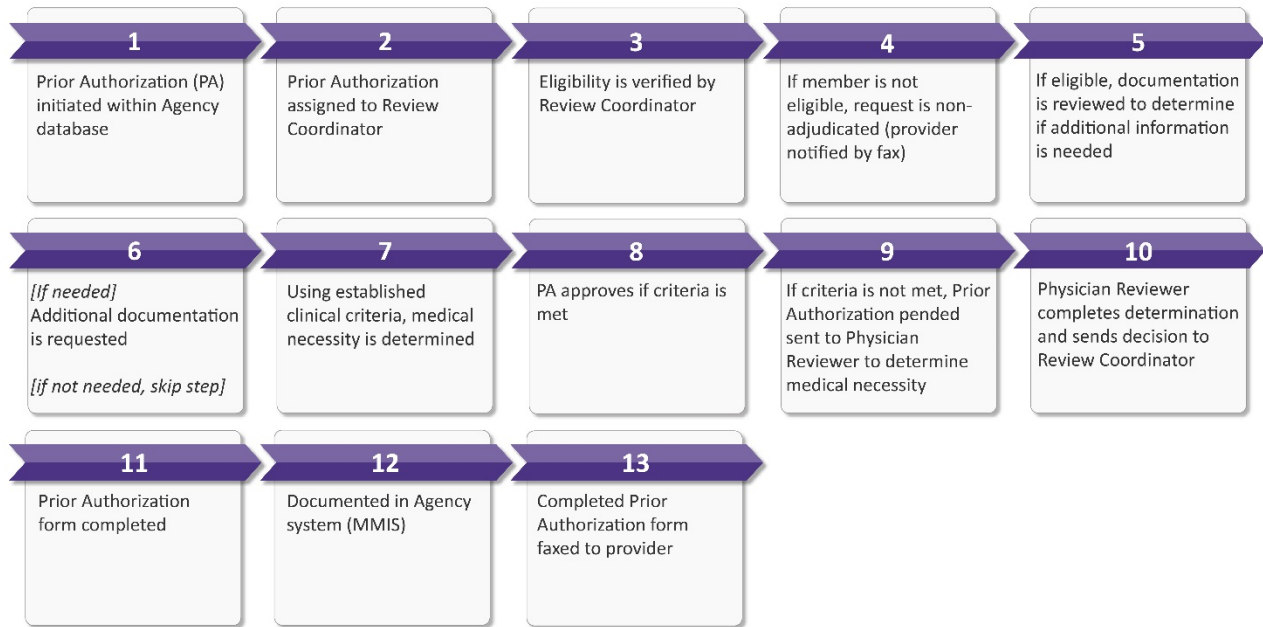 1
Prior Authorization (PA)
initiated within Agency
database
2
Prior Authorization
assigned to Review
Coordinator
3
Eligibility is verified by
Review Coordinator
4
If member is not
eligible, request is non-
adjudicated (provider
notified by fax)
5
If eligible, documentation
is reviewed to determine
if additional information
is needed
6
[If needed]
Additional documentation
is requested
[if not needed, skip step]
7
Using established
clinical criteria, medical
necessity is determined
8
PA approves if criteria is
met
9
If criteria is not met, Prior
Authorization pended
sent to Physician
Reviewer to determine
medical necessity
10
Physician Reviewer
completes determination
and sends decision to
Review Coordinator
11
Prior Authorization
form completed
12
Documented in Agency
system (MMIS)
13
Completed Prior
Authorization form
faxed to provider